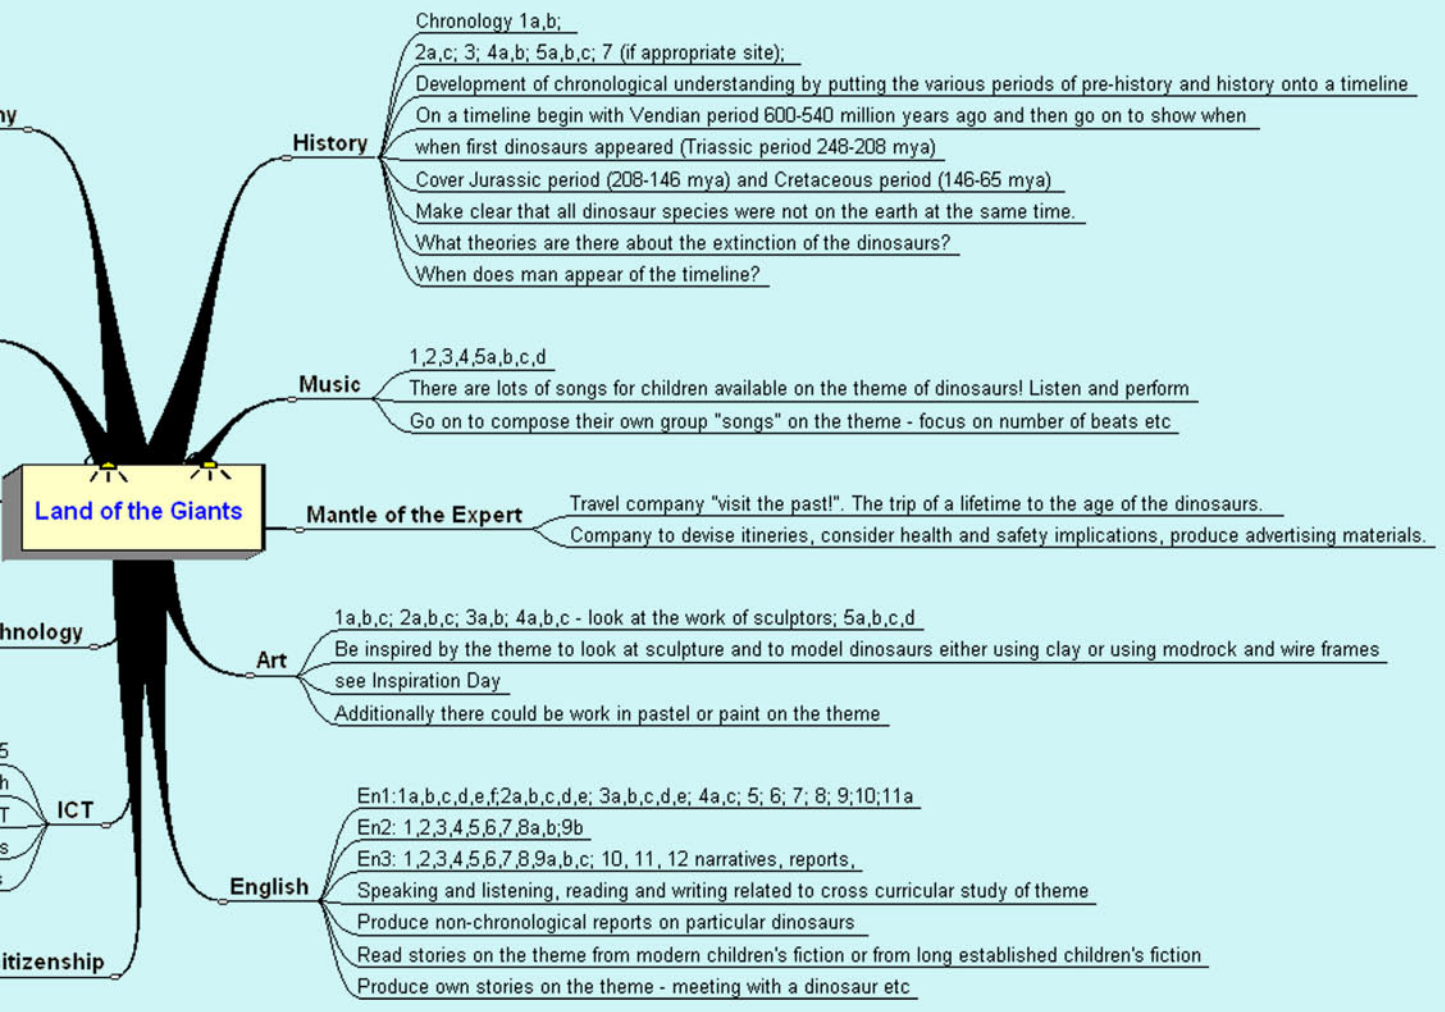 Chronology 1a,b;
2a,c; 3; 4a,b; 5a,b,c; 7 (if appropriate site);
Development of chronological understanding by putting the various periods of pre-history and history onto a timeline
On a timeline begin with Vendian period 600-540 million years ago and then go on to show when
History
when first dinosaurs appeared (Triassic period 248-208 mya)
Cover Jurassic period (208-146 mya) and Cretaceous period (146-65 mya)
Make clear that all dinosaur species were not on the earth at the same time.
What theories are there about the extinction of the dinosaurs?
When does man appear of the timeline?
1,2,3,4,5a,b,c,d
Music
There are lots of songs for children available on the theme of dinosaurs! Listen and perform
Go on to compose their own group "songs" on the theme - focus on number of beats etc
Land of the Giants
Mantle of the Expert
Travel company "visit the past!". The trip of a lifetime to the age of the dinosaurs.
Company to devise itineries, consider health and safety implications, produce advertising materials.
hnology
Art
1a,b,c; 2a,b,c; 3a,b; 4a,b,c - look at the work of sculptors; 5a,b,c,d
Be inspired by the theme to look at sculpture and to model dinosaurs either using clay or using modrock and wire frames
see Inspiration Day
Additionally there could be work in pastel or paint on the theme
5
h
T
s
ICT
En1:1a,b,c,d,e,f;2a,b,c,d,e; 3a,b,c,d,e; 4a,c; 5; 6; 7; 8; 9;10;11a
En2: 1,2,3,4,5,6,7,8a,b;9b
En3: 1,2,3,4,5,6,7,8,9a,b,c; 10, 11, 12 narratives, reports,
English
Speaking and listening, reading and writing related to cross curricular study of theme
Produce non-chronological reports on particular dinosaurs
Read stories on the theme from modern children's fiction or from long established children's fiction
Produce own stories on the theme - meeting with a dinosaur etc
itizenship